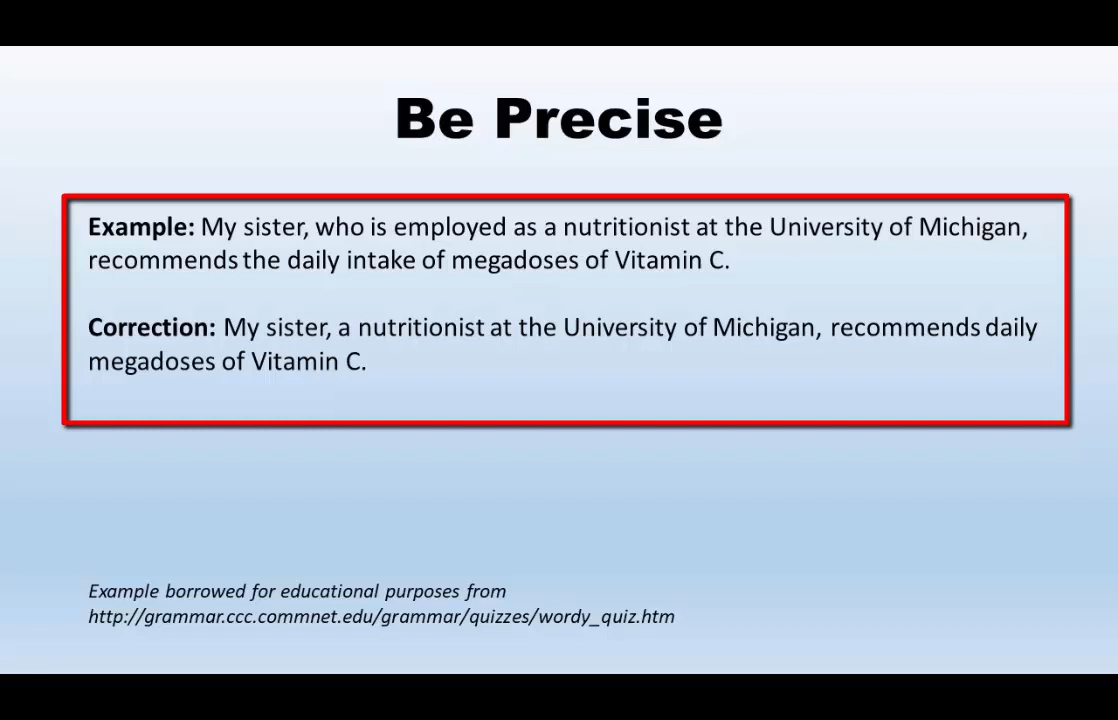 Be Precise
Example: My sister, who is employed as a nutritionist at the University of Michigan,
recommends the daily intake of megadoses of Vitamin C.
Correction: My sister, a nutritionist at the University of Michigan, recommends daily
megadoses of Vitamin C.
Example borrowed for educational purposes from
http://grammar.ccc.commnet.edu/grammar/quizzes/wordy_quiz.htm